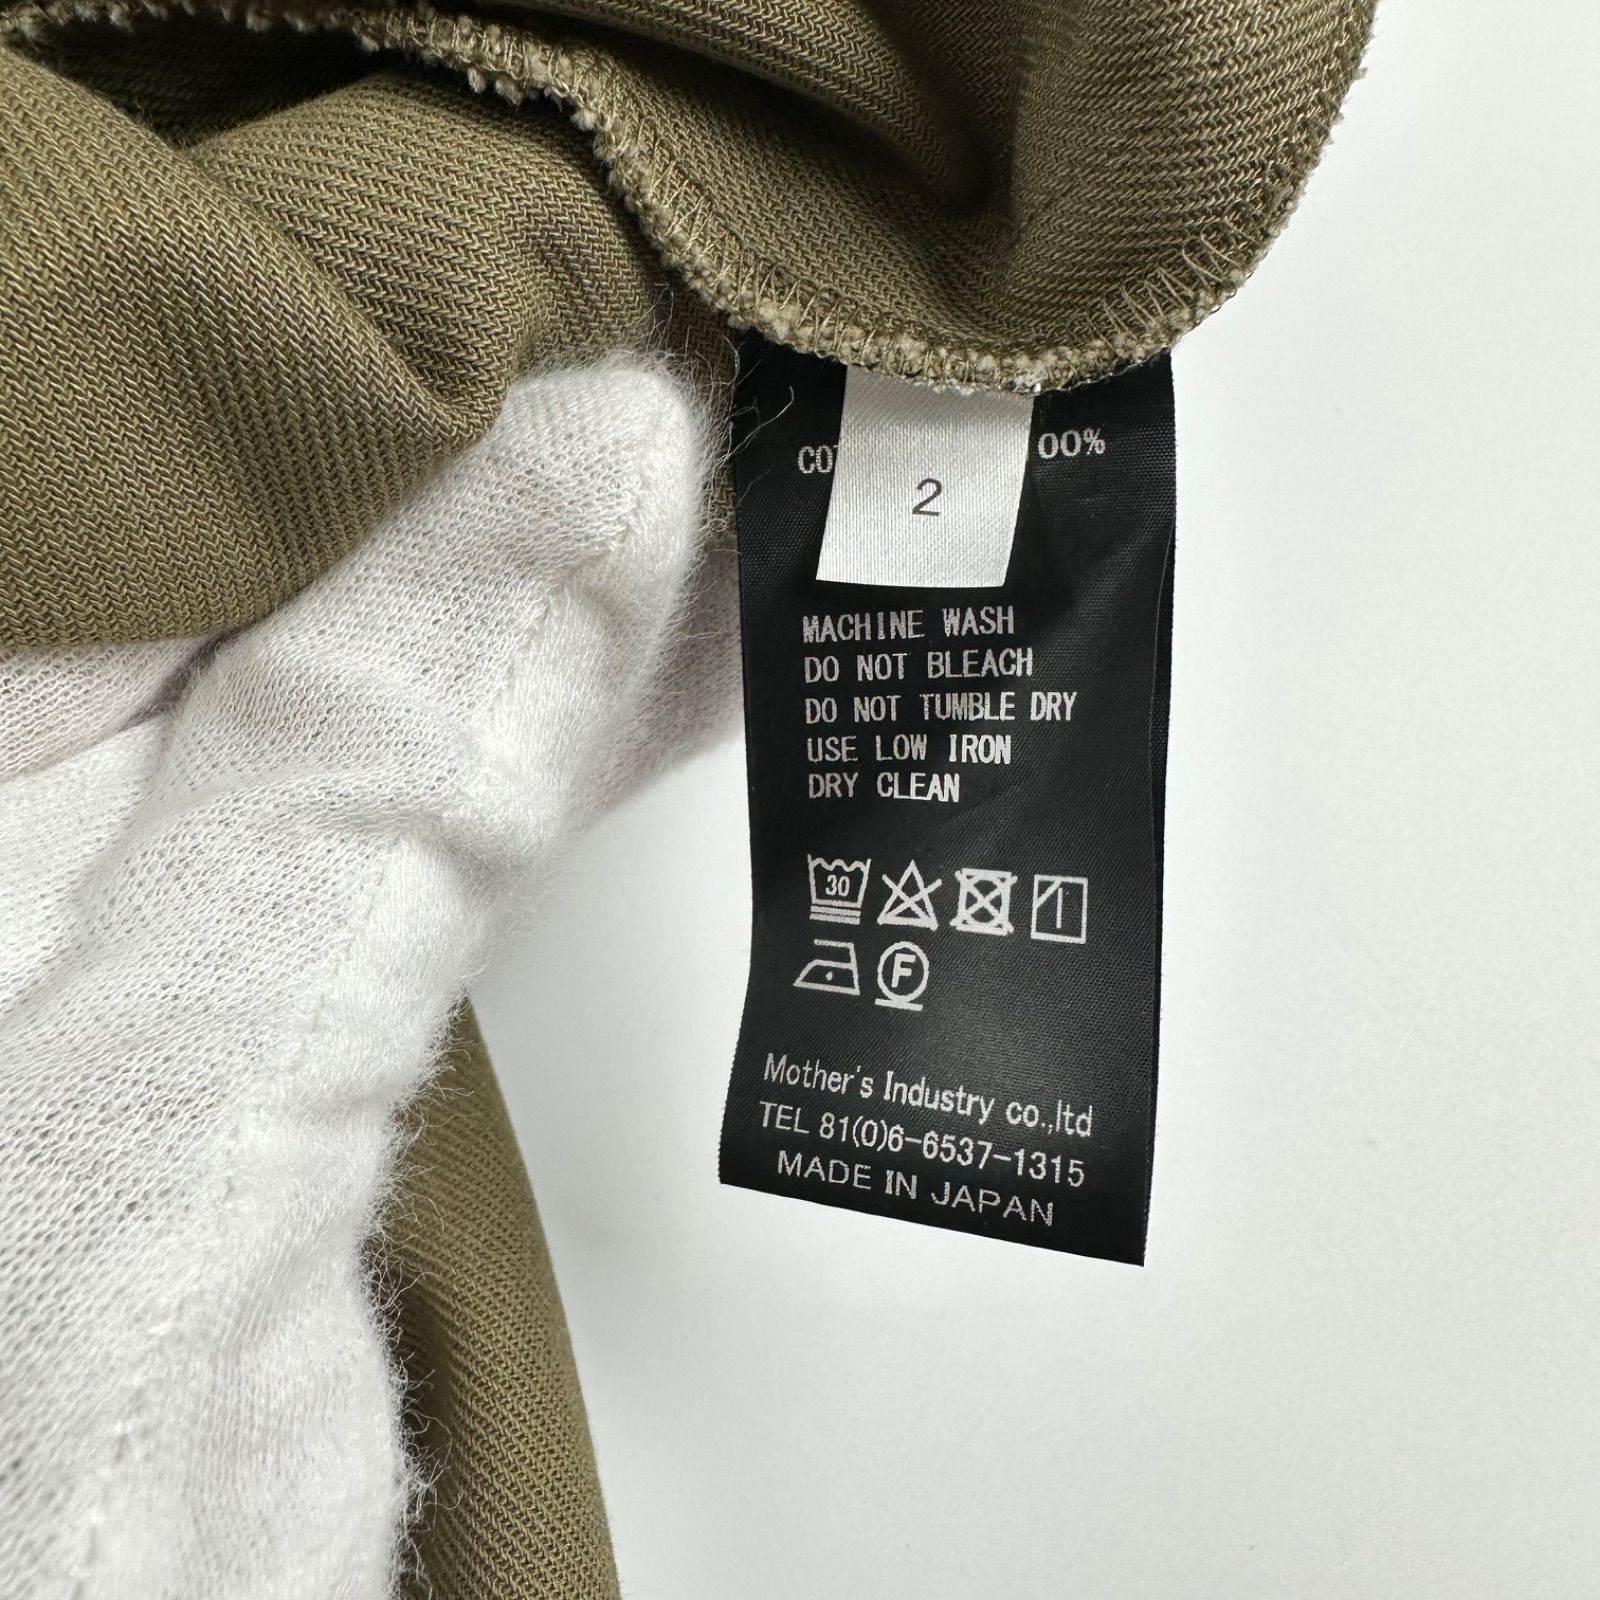 00%
2
MACHINE WASH
DO NOT BLEACH
DO NOT TUMBLE DRY
USE LOW IRON
DRY CLEAN
30
F
Mother's Industry co.,ltd
TEL 81(0)6-6537-1315
MADE IN JAPAN